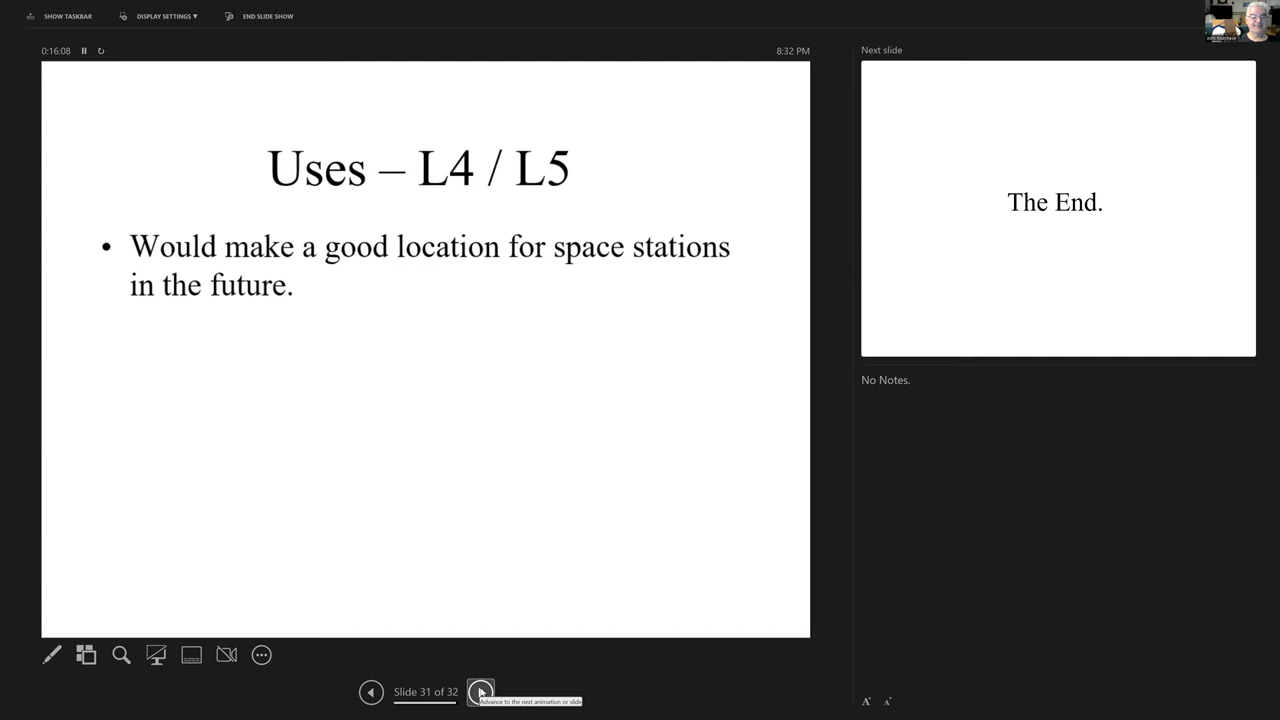 SHOW TASKBAR
DISPLAY SETTINGS ▼
END SLIDE SHOW
0:16:08
8:32 PM
Next slide
Uses – L4 / L5
• Would make a good location for space stations
in the future.
The End.
No Notes.
Slide 31 of 32
Advance to the next animation or slide
A
A